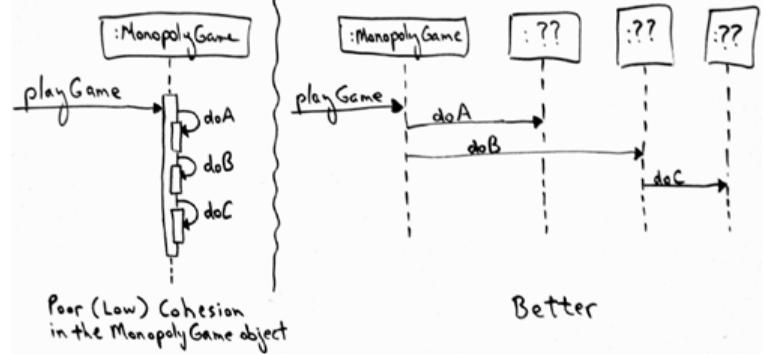 :MonopolyGame
playGame
doA
doB
doC
Poor (Low) Cohesion
in the MonopolyGame object
:MonopolyGame
: ??
:??
:??
playGame
doA
doB
doC
Better